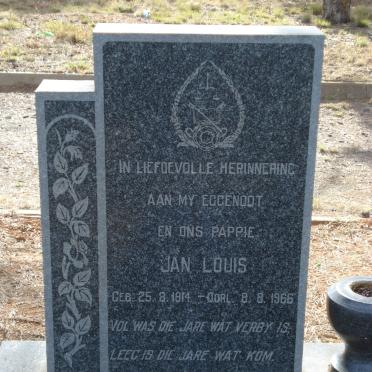 IN LIEFDEVOLLE HERINNERING
AAN MY EGGENOOT
EN ONS PAPPIE
JAN LOUIS
GEB. 25. 8. 1914 – OORL. 8. 8. 1966
VOL WAS DIE JARE WAT VERBY IS.
LEEG IS DIE JARE WAT KOM.